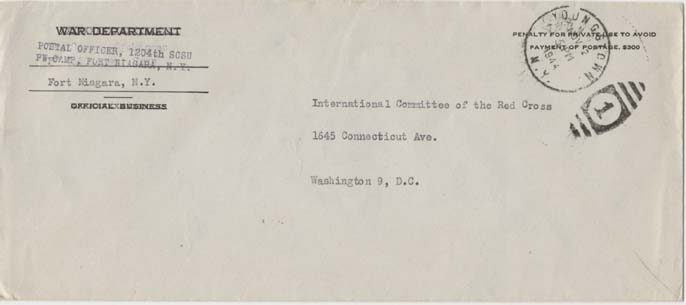 WAR DEPARTMENT
POSTAL OFFICER, 1204th SCSU
PW CAMP, FORT NIAGARA, N.Y.
Fort Niagara, N.Y.
OFFICIAL BUSINESS
YOUNGSTOWN
N.Y.
1944
PENALTY FOR PRIVATE USE TO AVOID
PAYMENT OF POSTAGE, $300
1
International Committee of the Red Cross
1645 Connecticut Ave.
Washington 9, D.C.